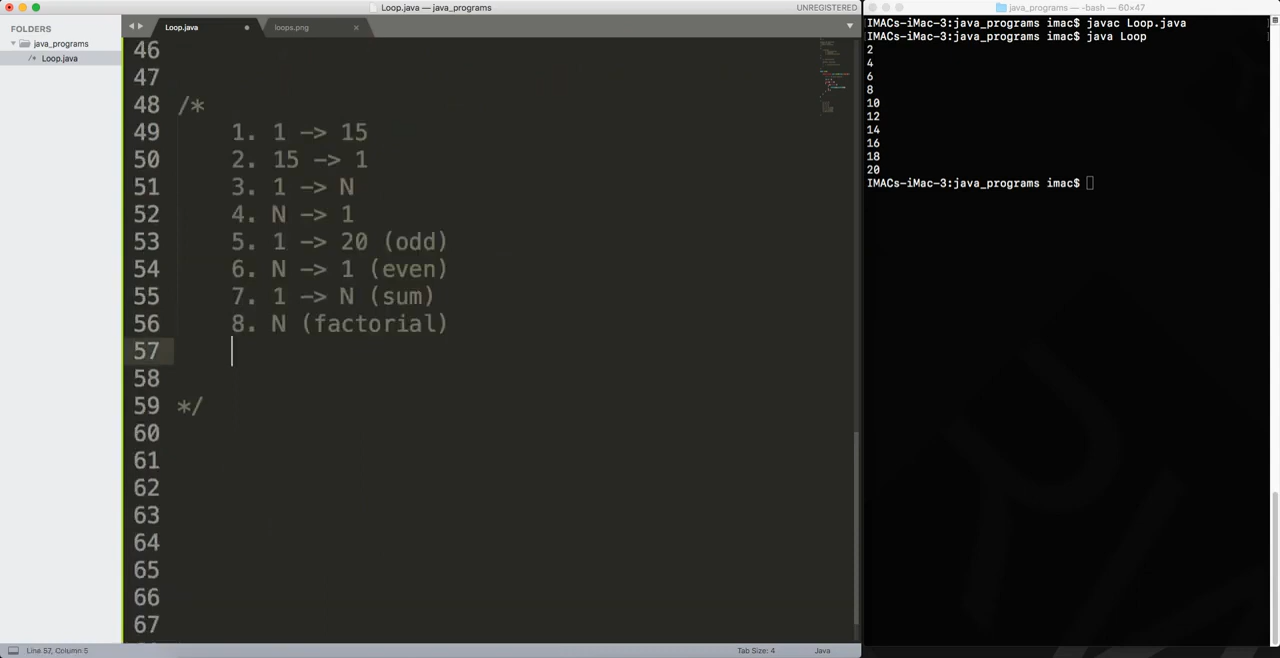 Loop.java — java_programs
UNREGISTERED
java_programs — -bash — 60×47
FOLDERS
java_programs
/* Loop.java
Loop.java
loops.png
46
47
48 /*
49 1. 1 -> 15
50 2. 15 -> 1
51 3. 1 -> N
52 4. N -> 1
53 5. 1 -> 20 (odd)
54 6. N -> 1 (even)
55 7. 1 -> N (sum)
56 8. N (factorial)
57
58
59 */
60
61
62
63
64
65
66
67
Line 57, Column 5
Tab Size: 4
Java
IMACs-iMac-3:java_programs imac$ javac Loop.java
IMACs-iMac-3:java_programs imac$ java Loop
2
4
6
8
10
12
14
16
18
20
IMACs-iMac-3:java_programs imac$